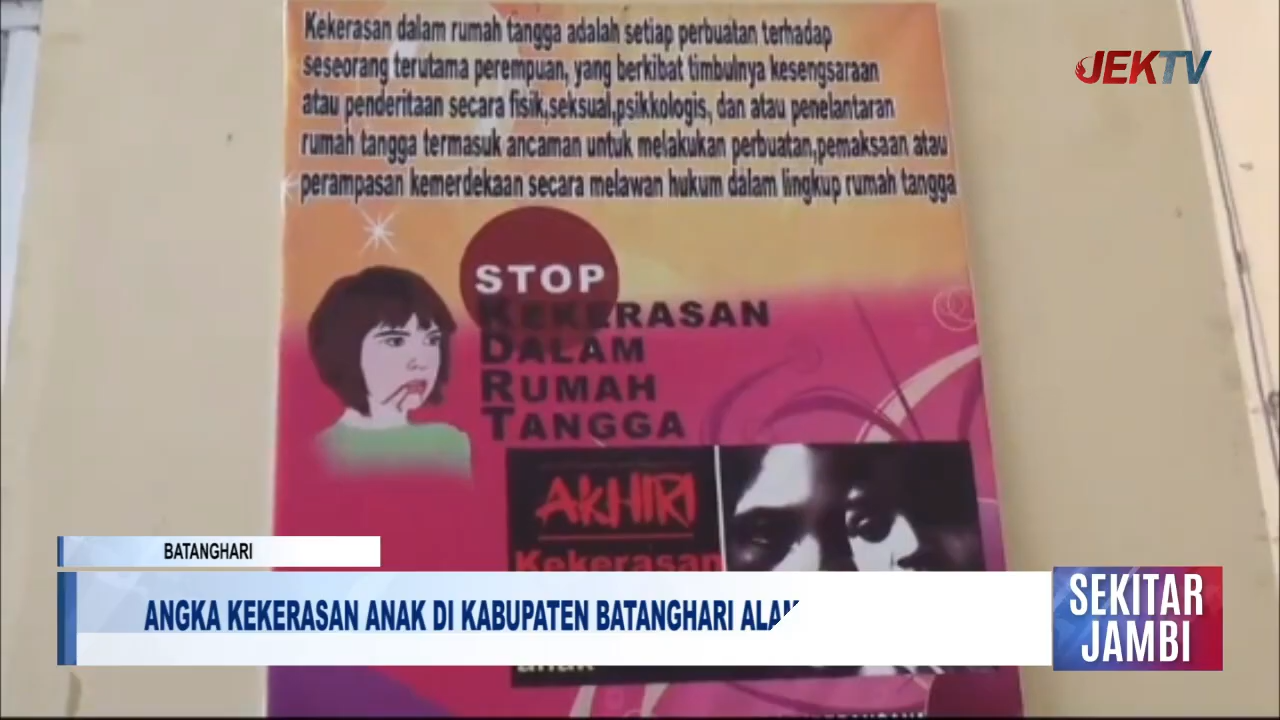 Kekerasan dalam rumah tangga adalah setiap perbuatan terhadap
seseorang terutama perempuan, yang berkibat timbulnya kesengsaraan
atau penderitaan secara fisik,seksual,psikkologis, dan atau penelantaran
rumah tangga termasuk ancaman untuk melakukan perbuatan,pemaksaan atau
perampasan kemerdekaan secara melawan hukum dalam lingkup rumah tangga
JEKTV
STOP
KEKERASAN
DALAM
RUMAH
TANGGA
AKHIRI
Kekerasan
BATANGHARI
ANGKA KEKERASAN ANAK DI KABUPATEN BATANGHARI
anak
SEKITAR
JAMBI